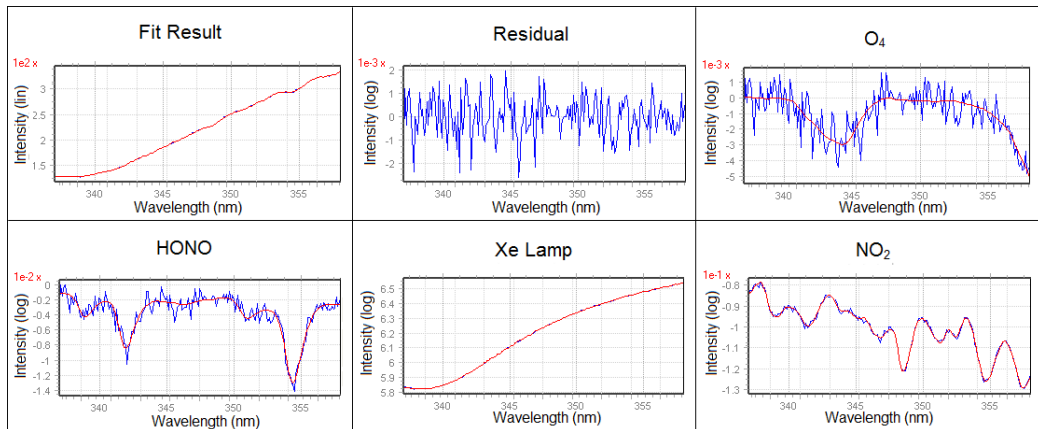 Fit Result
1e2 x
Intensity (lin)
3
2.5
2
1.5
340
345
350
355
Wavelength (nm)
Residual
1e-3 x
Intensity (log)
2
1
0
-1
-2
340
345
350
355
Wavelength (nm)
O₄
1e-3 x
Intensity (log)
1
0
-1
-2
-3
-4
-5
340
345
350
355
Wavelength (nm)
HONO
1e-2 x
Intensity (log)
0
-0.2
-0.4
-0.6
-0.8
-1
-1.2
-1.4
340
345
350
355
Wavelength (nm)
Xe Lamp
Intensity (log)
6.5
6.4
6.3
6.2
6.1
6
5.9
5.8
340
345
350
355
Wavelength (nm)
NO₂
1e-1 x
Intensity (log)
-0.8
-0.9
-1
-1.1
-1.2
-1.3
340
345
350
355
Wavelength (nm)